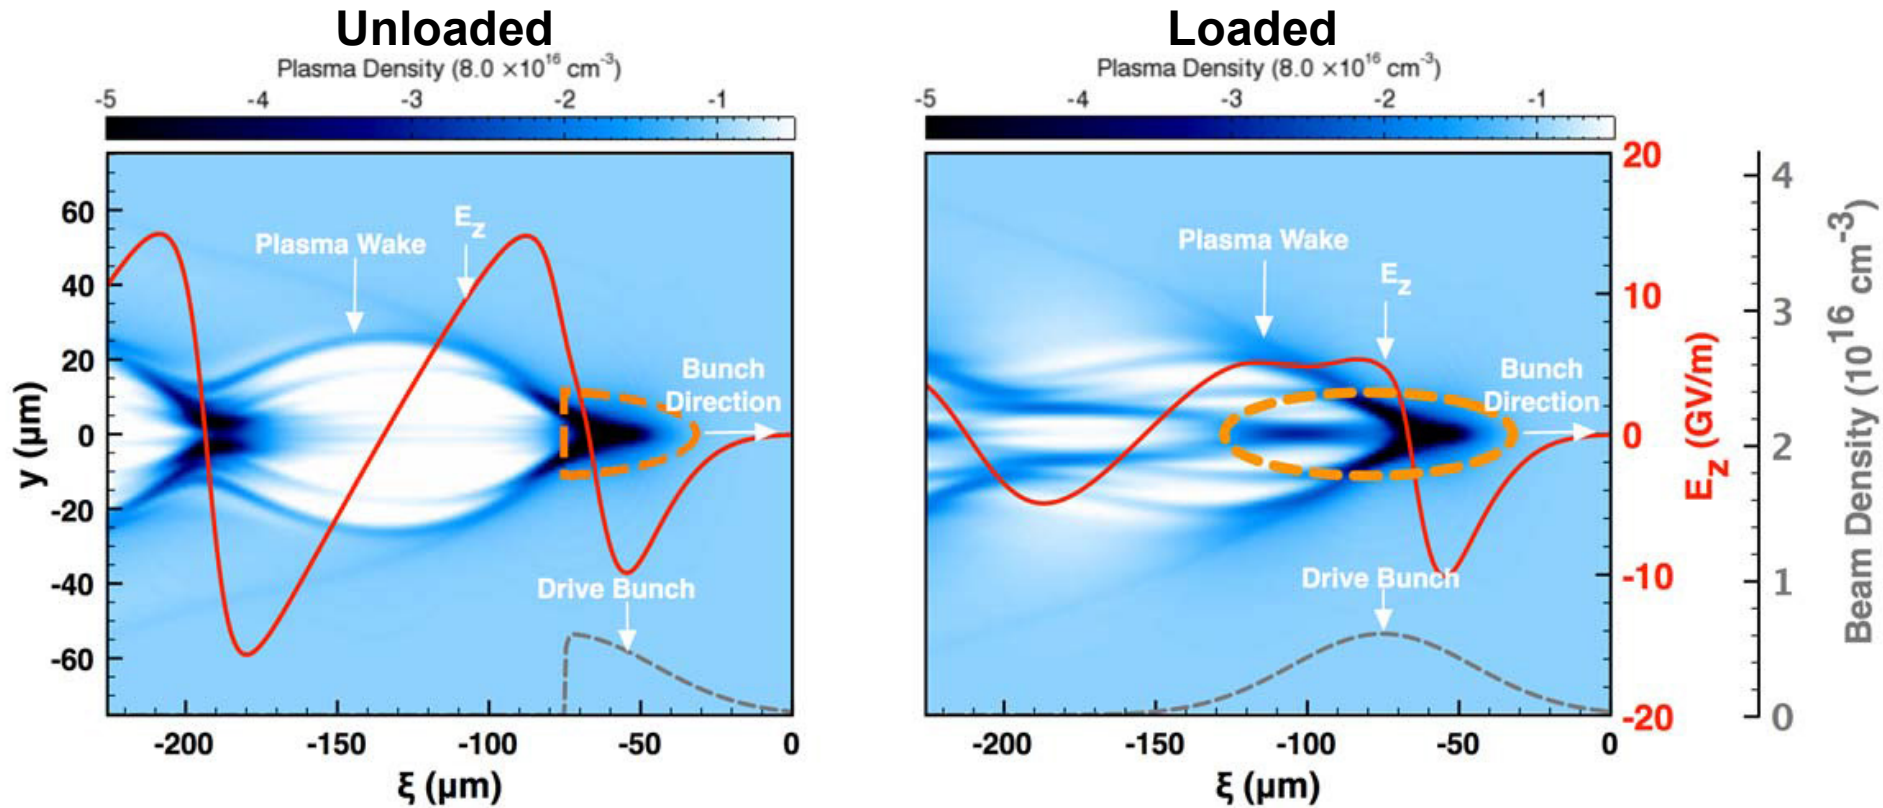 Unloaded
Plasma Density (8.0 ×10¹⁶ cm⁻³)
-5 -4 -3 -2 -1
Plasma Wake
E_z
Bunch
Direction
Drive Bunch
60
40
20
0
-20
-40
-60
y (μm)
-200 -150 -100 -50 0
ξ (μm)
Loaded
Plasma Density (8.0 ×10¹⁶ cm⁻³)
-5 -4 -3 -2 -1
Plasma Wake
E_z
Bunch
Direction
Drive Bunch
-200 -150 -100 -50 0
ξ (μm)
20
10
0
-10
-20
E_z (GV/m)
4
3
2
1
0
Beam Density (10¹⁶ cm⁻³)